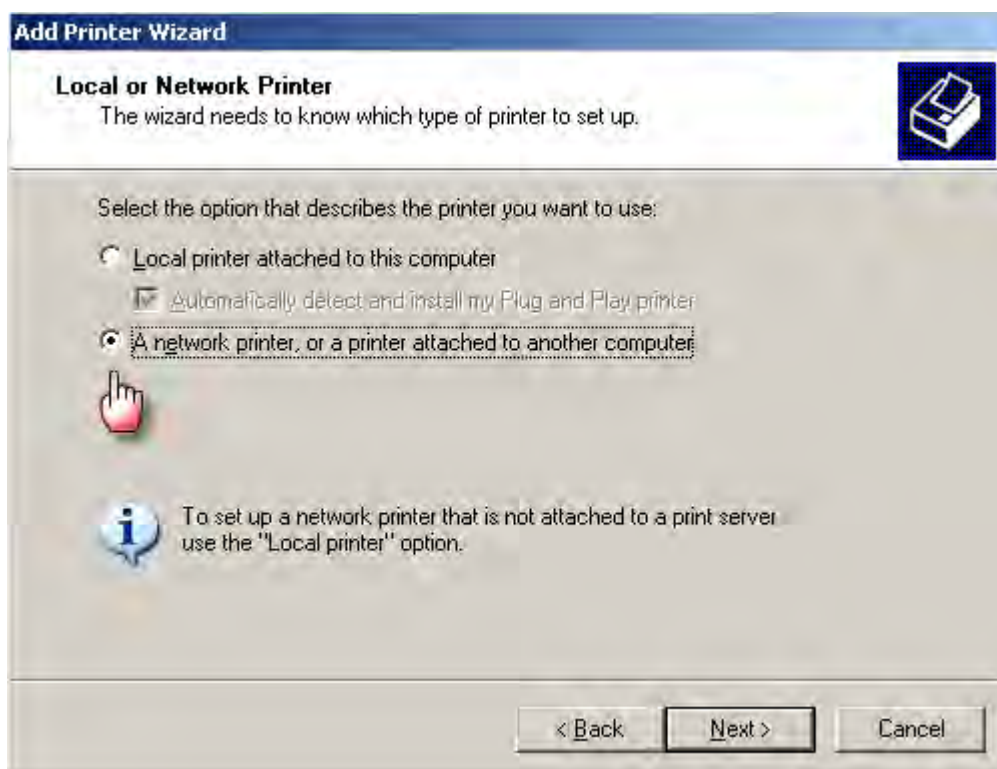 Add Printer Wizard
Local or Network Printer
The wizard needs to know which type of printer to set up.
Select the option that describes the printer you want to use:
Local printer attached to this computer
Automatically detect and install my Plug and Play printer
A network printer, or a printer attached to another computer
To set up a network printer that is not attached to a print server
use the "Local printer" option.
< Back
Next >
Cancel